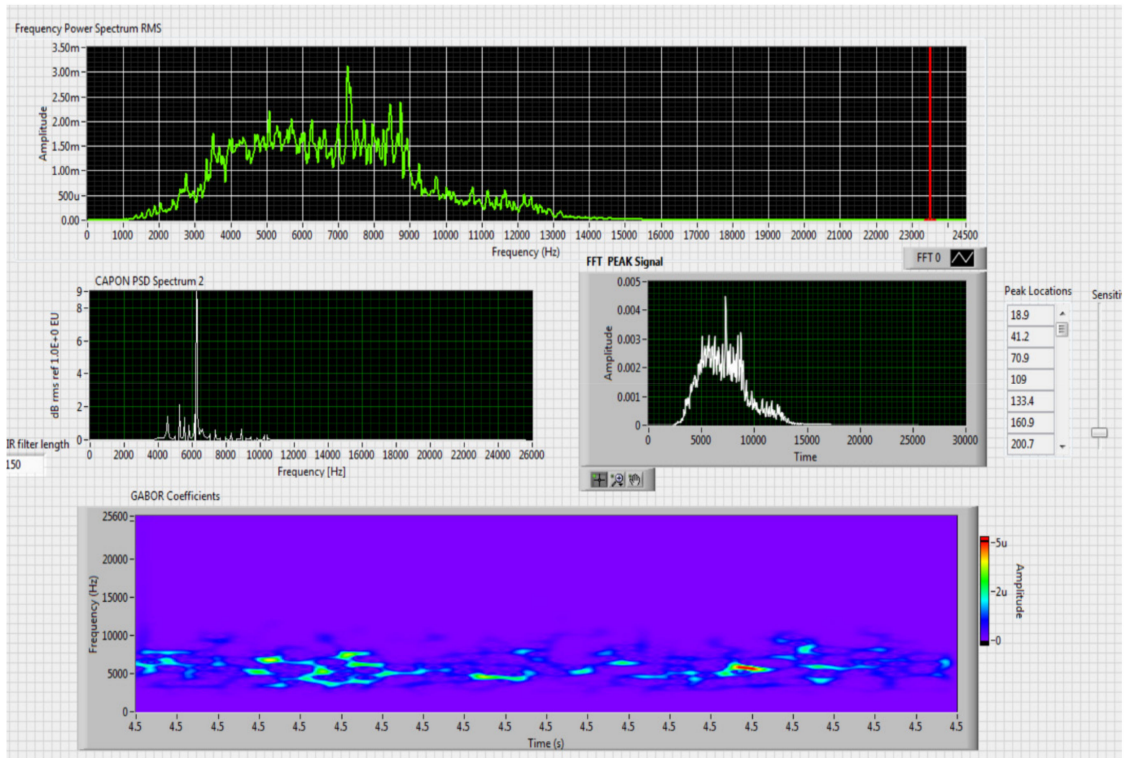 Frequency Power Spectrum RMS
3.50m
3.00m
2.50m
2.00m
1.50m
1.00m
500u
0.00
Amplitude
0 1000 2000 3000 4000 5000 6000 7000 8000 9000 10000 11000 12000 13000 14000 15000 16000 17000 18000 19000 20000 21000 22000 23000 24500
Frequency (Hz)
CAPON PSD Spectrum 2
9
8
6
4
2
0
dB rms ref 1.0E+0 EU
0 2000 4000 6000 8000 10000 12000 14000 16000 18000 20000 22000 24000 26000
Frequency [Hz]
IR filter length
150
FFT PEAK Signal
FFT 0
0.005
0.004
0.003
0.002
0.001
0
Amplitude
0 5000 10000 15000 20000 25000 30000
Time
Peak Locations
18.9
41.2
70.9
109
133.4
160.9
200.7
Sensiti
GABOR Coefficients
25600
20000
15000
10000
5000
0
Frequency (Hz)
4.5 4.5 4.5 4.5 4.5 4.5 4.5 4.5 4.5 4.5 4.5 4.5 4.5 4.5 4.5 4.5 4.5 4.5 4.5 4.5 4.5
Time (s)
5u
2u
0
Amplitude